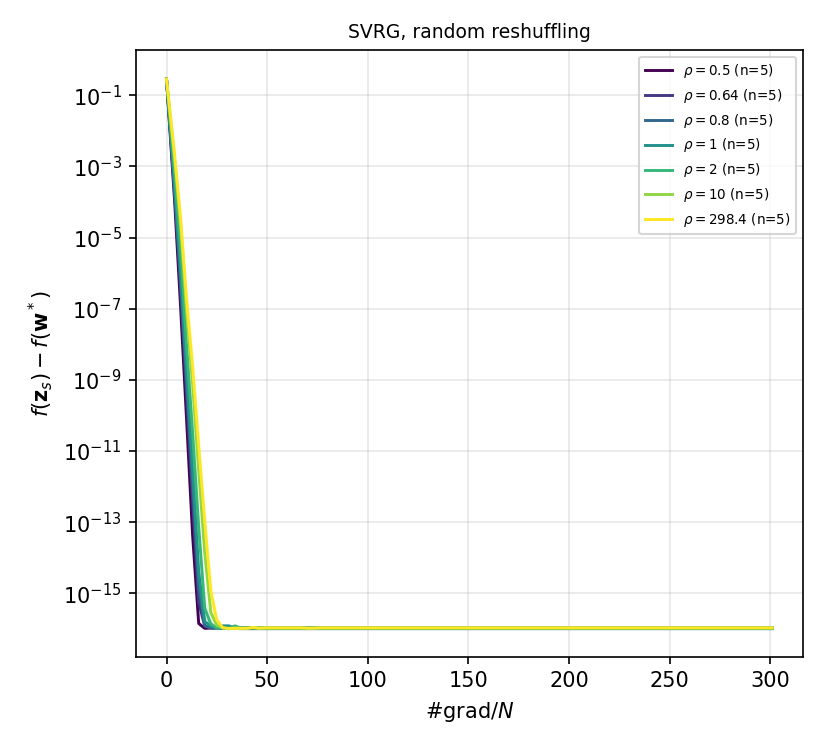 SVRG, random reshuffling
f(𝐳ₛ) − f(𝐰*)
10⁻¹
10⁻³
10⁻⁵
10⁻⁷
10⁻⁹
10⁻¹¹
10⁻¹³
10⁻¹⁵
ρ = 0.5 (n=5)
ρ = 0.64 (n=5)
ρ = 0.8 (n=5)
ρ = 1 (n=5)
ρ = 2 (n=5)
ρ = 10 (n=5)
ρ = 298.4 (n=5)
0 50 100 150 200 250 300
#grad/N